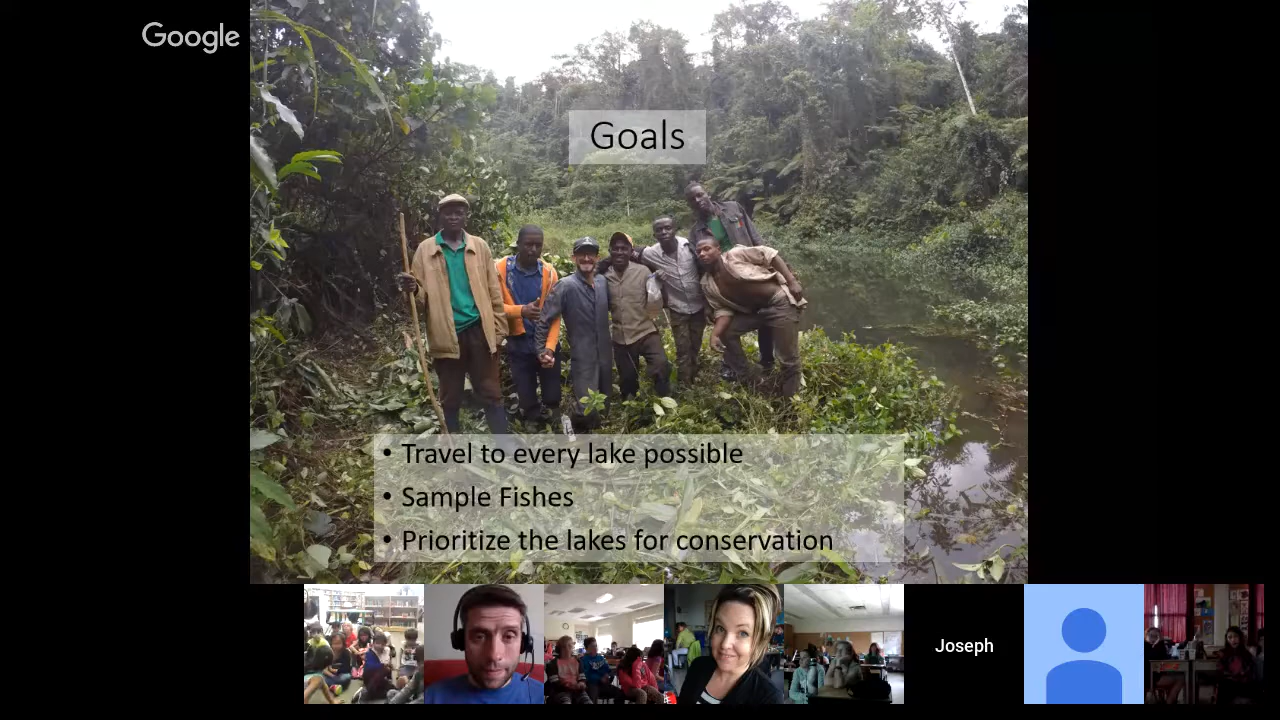 Google
Goals
• Travel to every lake possible
• Sample Fishes
• Prioritize the lakes for conservation
Joseph